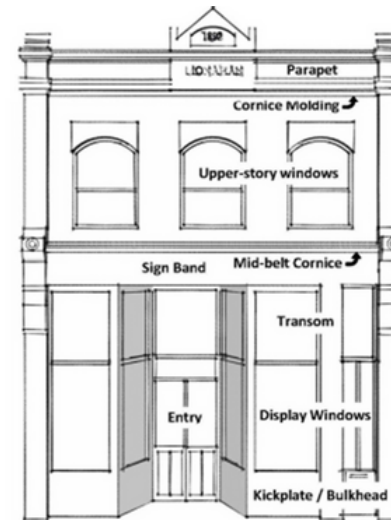 Parapet
Cornice Molding
Upper-story windows
Mid-belt Cornice
Sign Band
Transom
Entry
Display Windows
Kickplate / Bulkhead